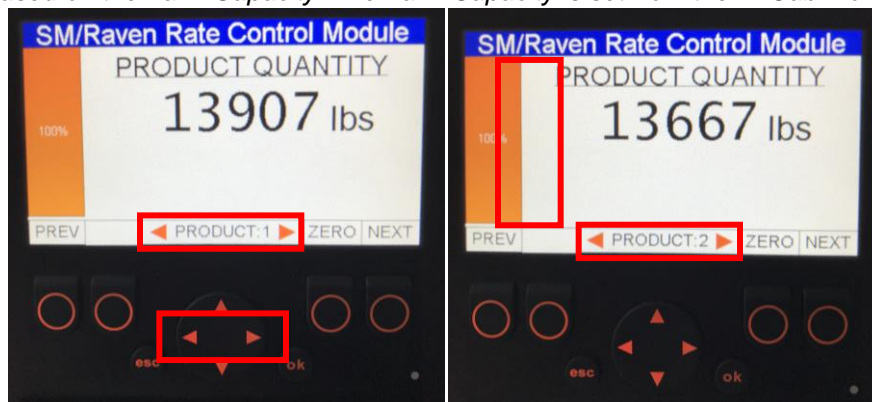 SM/Raven Rate Control Module
PRODUCT QUANTITY
13907 lbs
100%
PREV
◀ PRODUCT:1 ▶
ZERO
NEXT
esc
ok
SM/Raven Rate Control Module
PRODUCT QUANTITY
13667 lbs
PREV
◀ PRODUCT:2 ▶
ZERO
NEXT
esc
ok